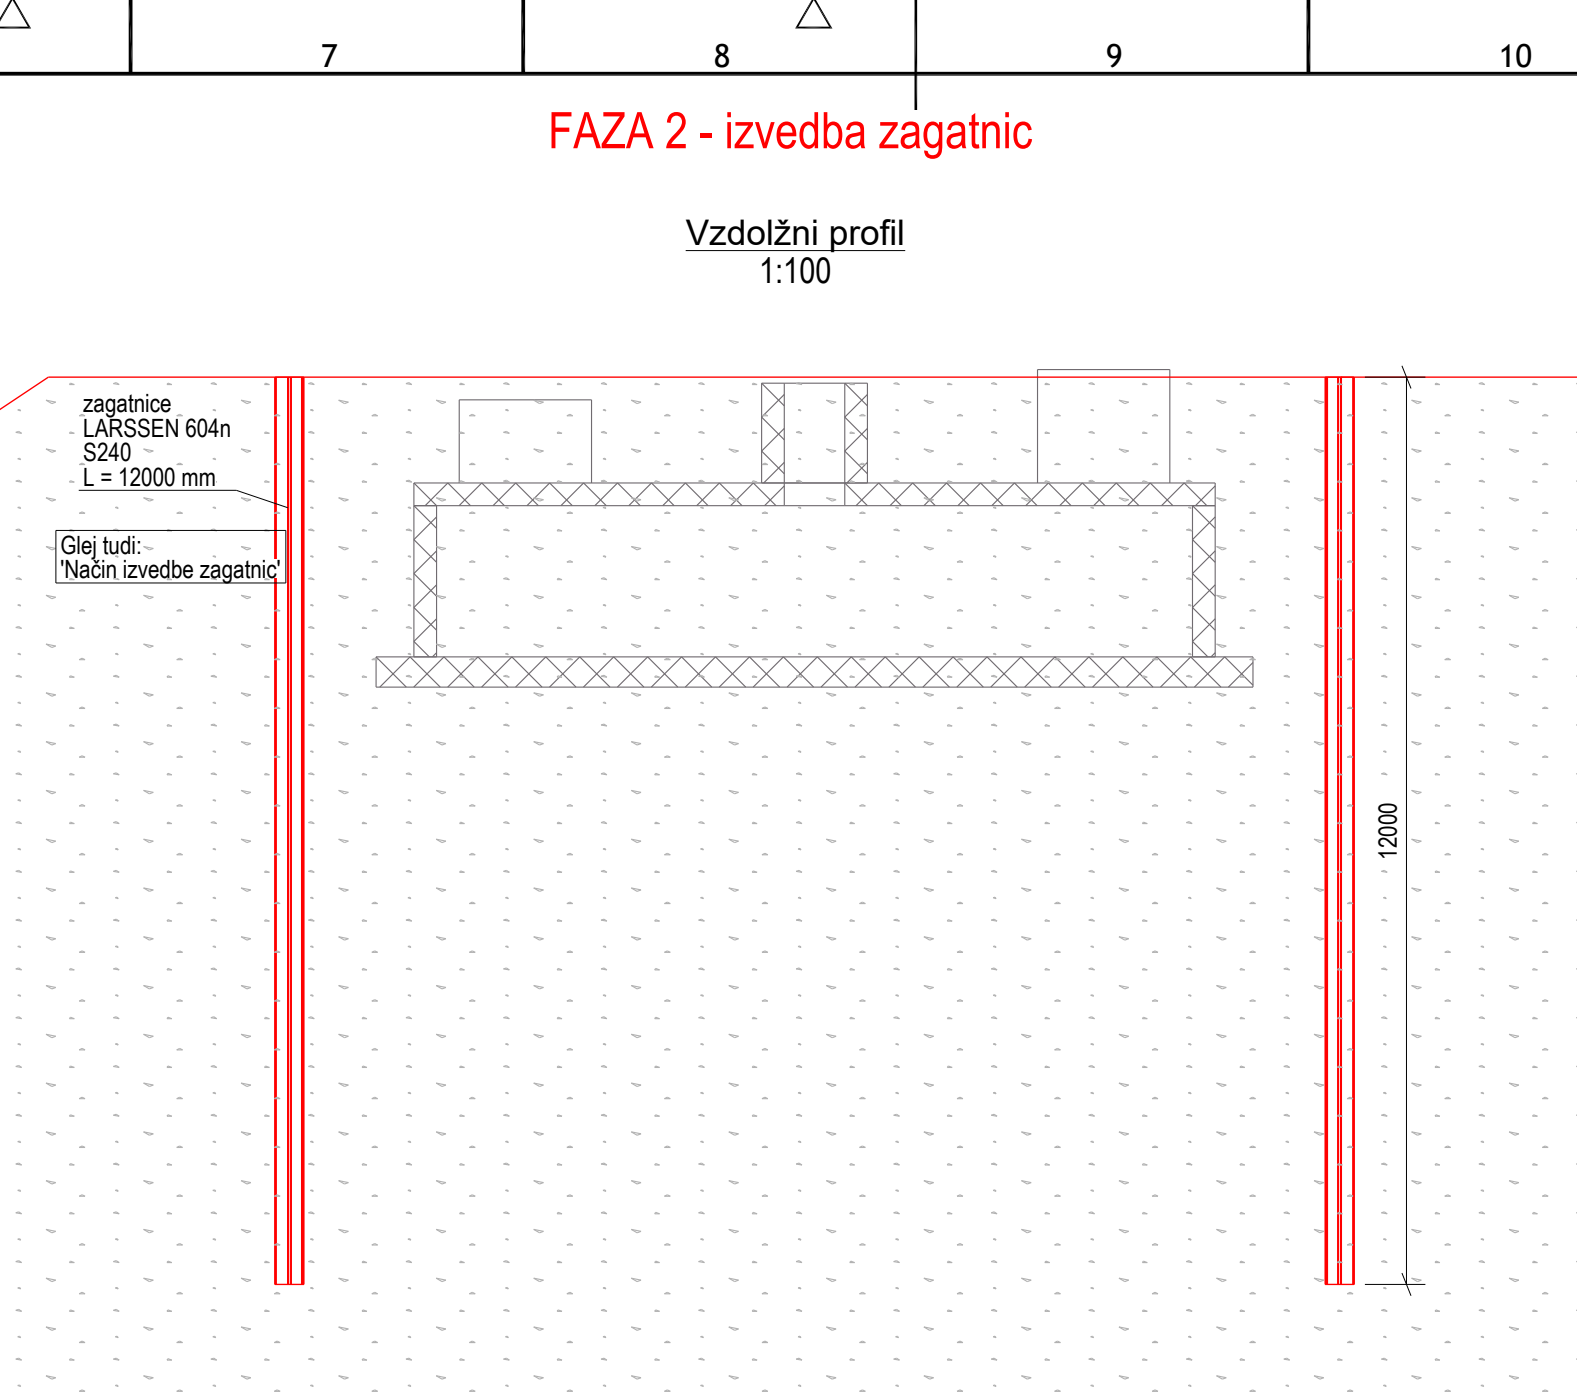 7
8
9
10
FAZA 2 - izvedba zagatnic
Vzdolžni profil
1:100
zagatnice
LARSSEN 604n
S240
L = 12000 mm
Glej tudi:
'Način izvedbe zagatnic'
12000